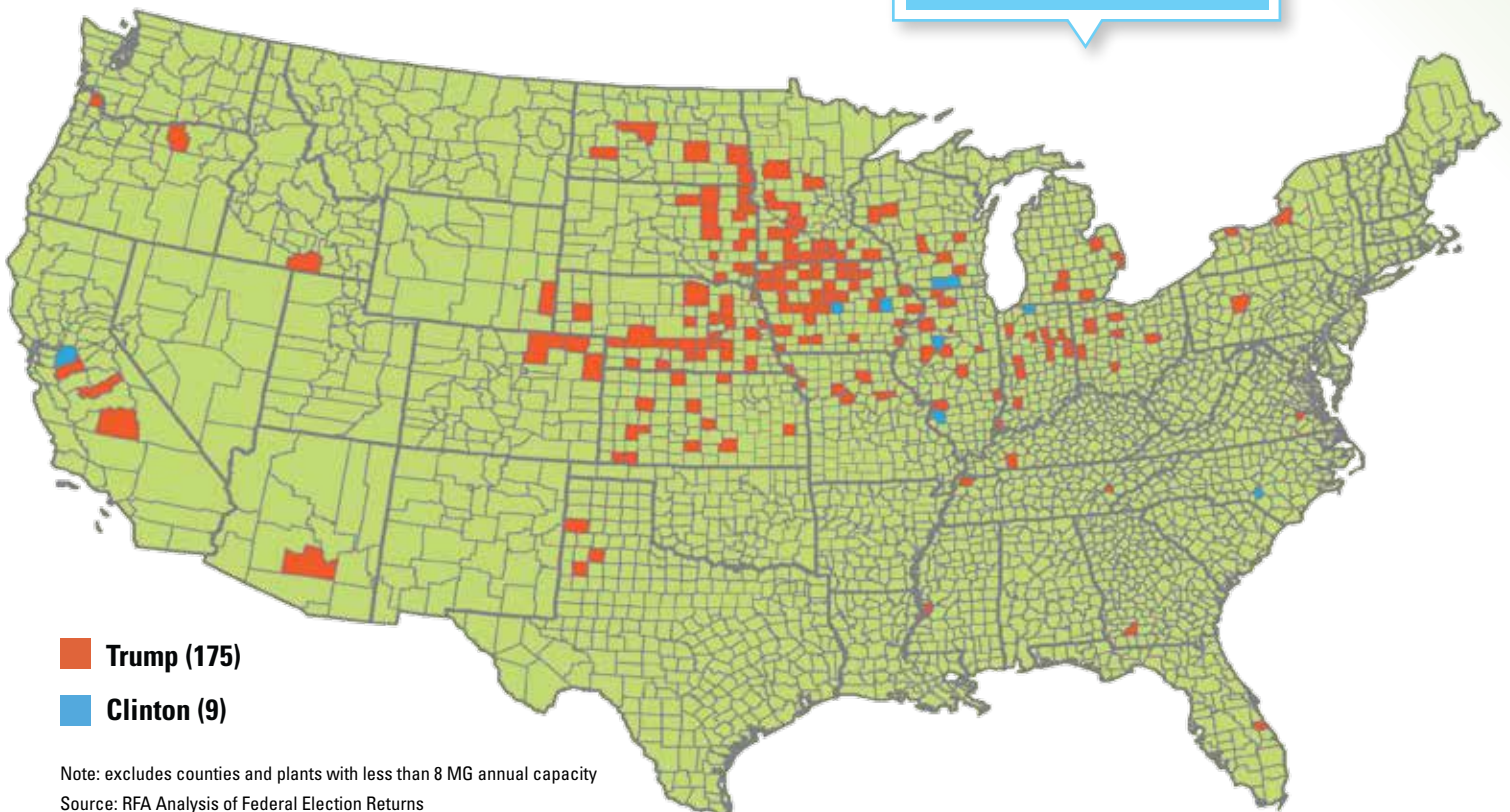 Trump (175)
Clinton (9)
Note: excludes counties and plants with less than 8 MG annual capacity
Source: RFA Analysis of Federal Election Returns